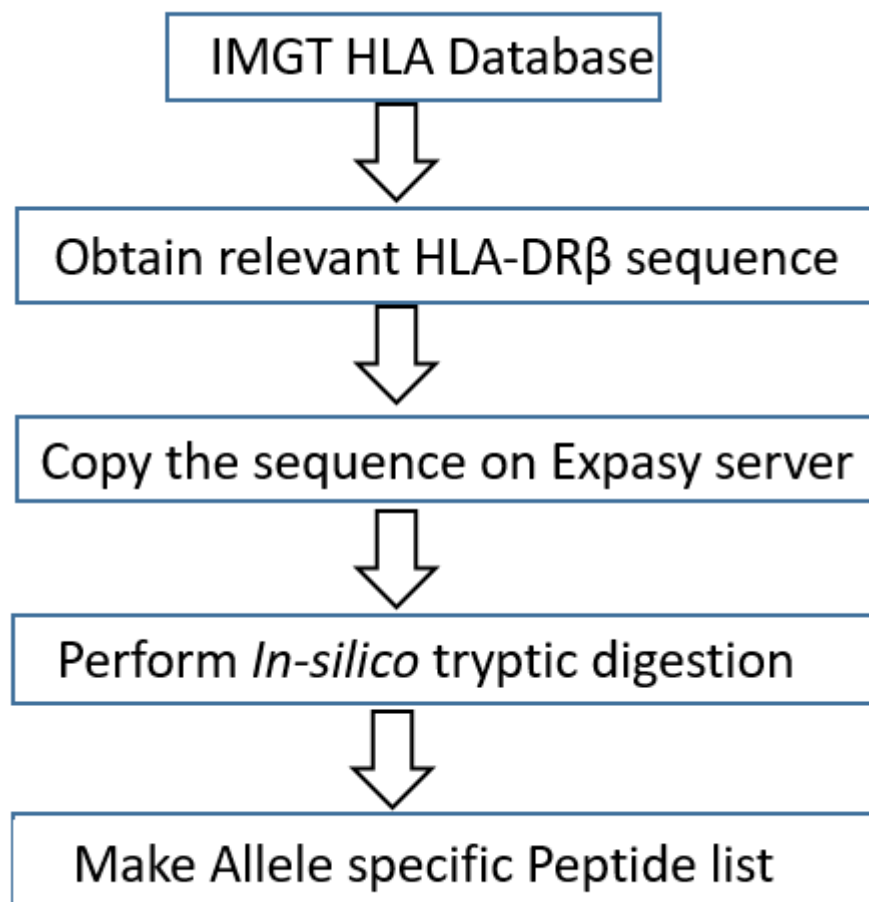 IMGT HLA Database
Obtain relevant HLA-DRβ sequence
Copy the sequence on Expasy server
Perform In-silico tryptic digestion
Make Allele specific Peptide list